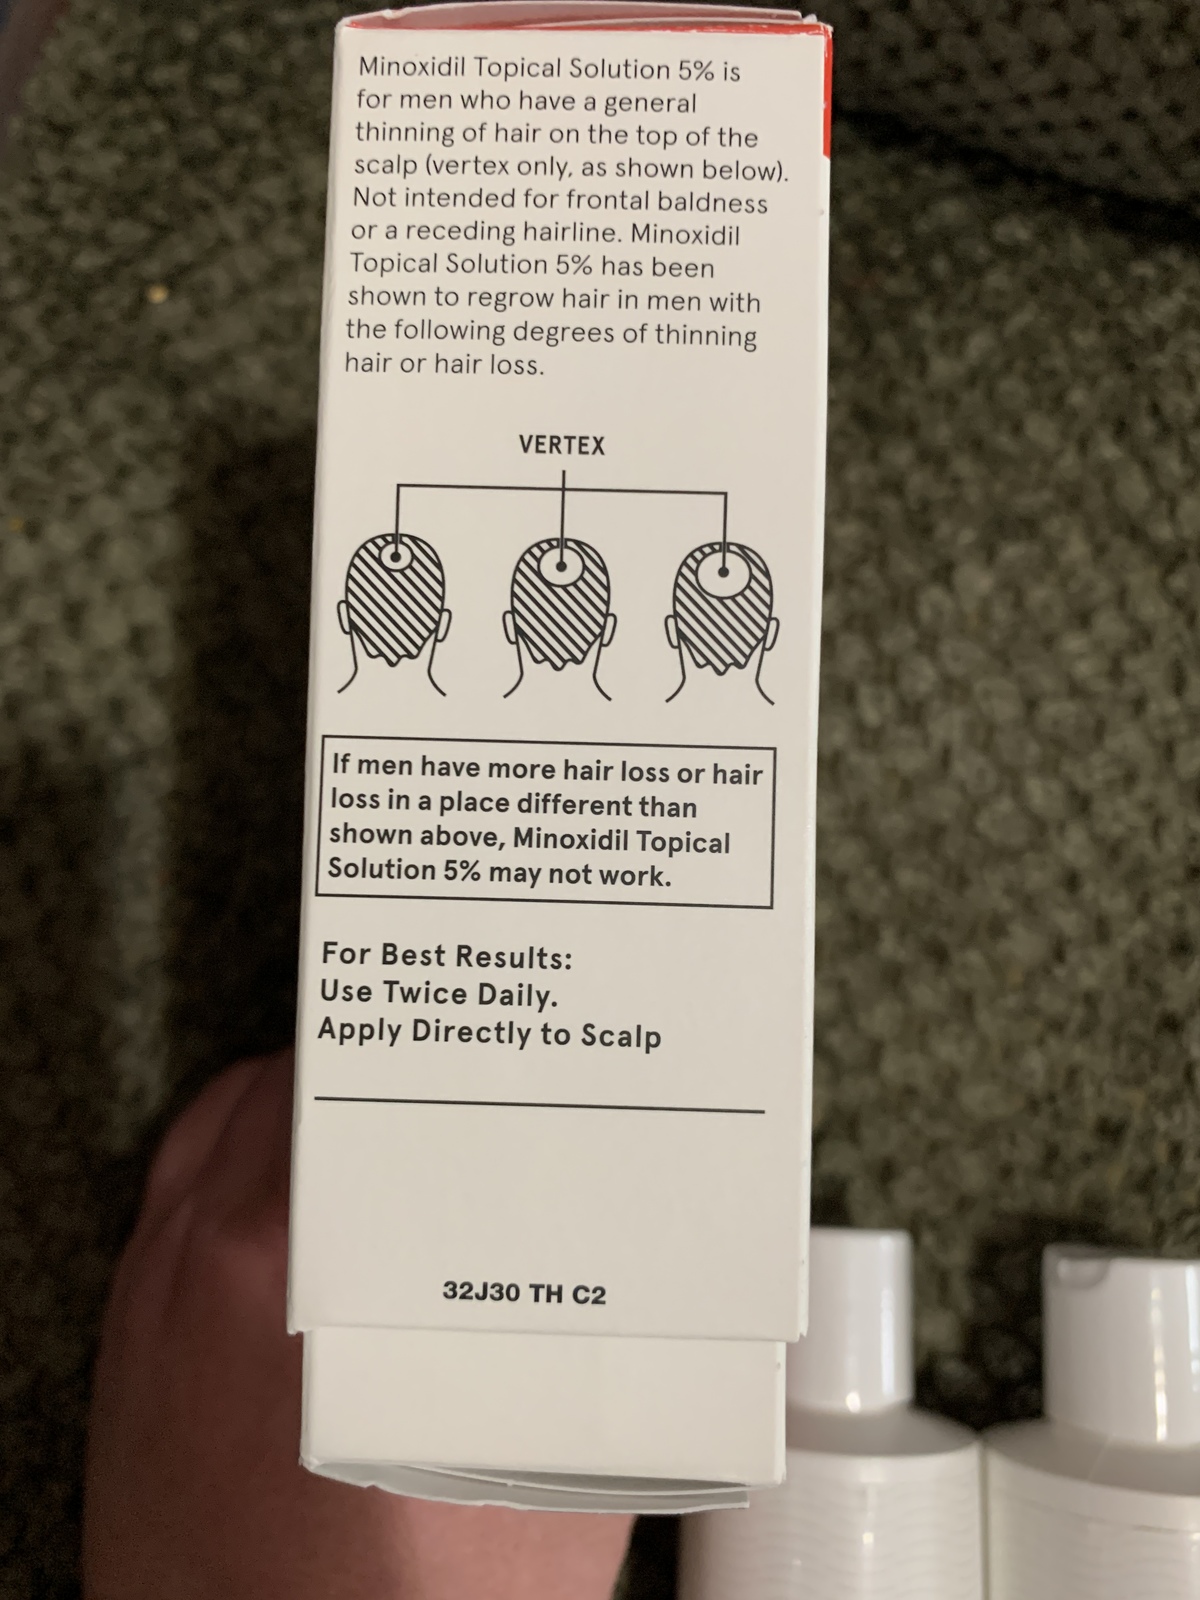 Minoxidil Topical Solution 5% is
for men who have a general
thinning of hair on the top of the
scalp (vertex only, as shown below).
Not intended for frontal baldness
or a receding hairline. Minoxidil
Topical Solution 5% has been
shown to regrow hair in men with
the following degrees of thinning
hair or hair loss.
VERTEX
If men have more hair loss or hair
loss in a place different than
shown above, Minoxidil Topical
Solution 5% may not work.
For Best Results:
Use Twice Daily.
Apply Directly to Scalp
32J30 TH C2